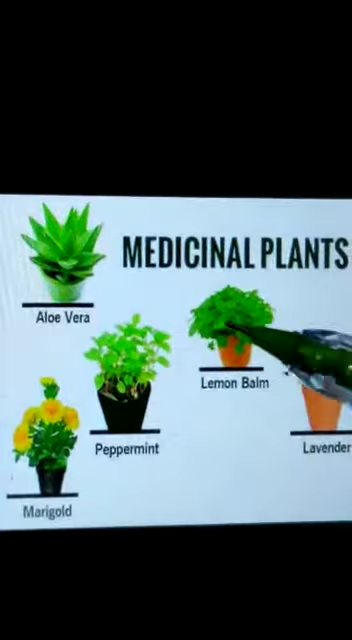 MEDICINAL PLANTS
Aloe Vera
Lemon Balm
Peppermint
Lavender
Marigold